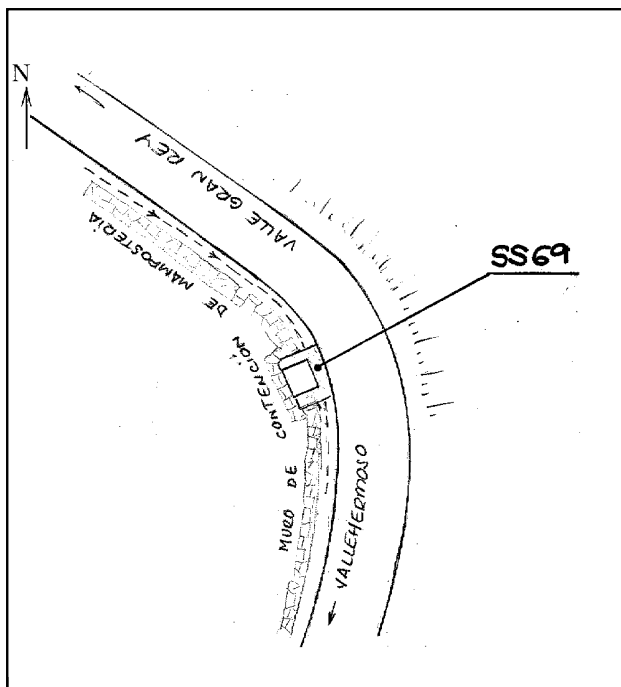 N
VALLE GRAN REY
SS69
MURO DE CONTENCION DE MAMPOSTERIA
VALLEHERMOSO